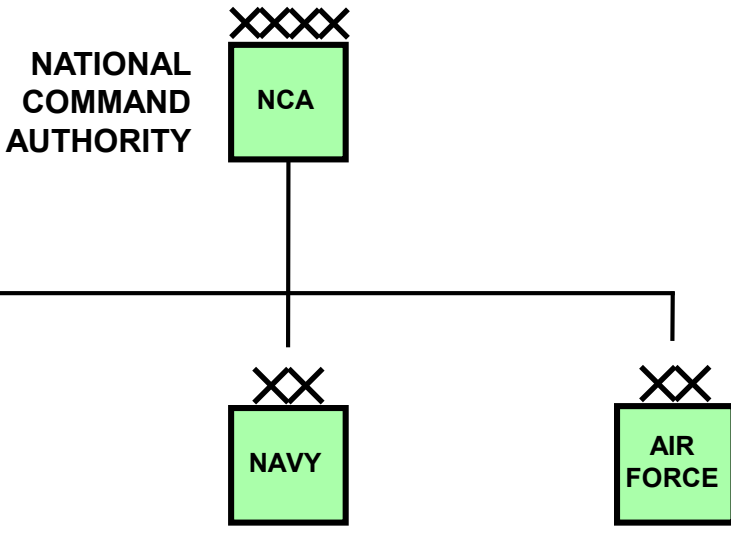 XXXX
NATIONAL
COMMAND
AUTHORITY
NCA
XX
NAVY
XX
AIR
FORCE